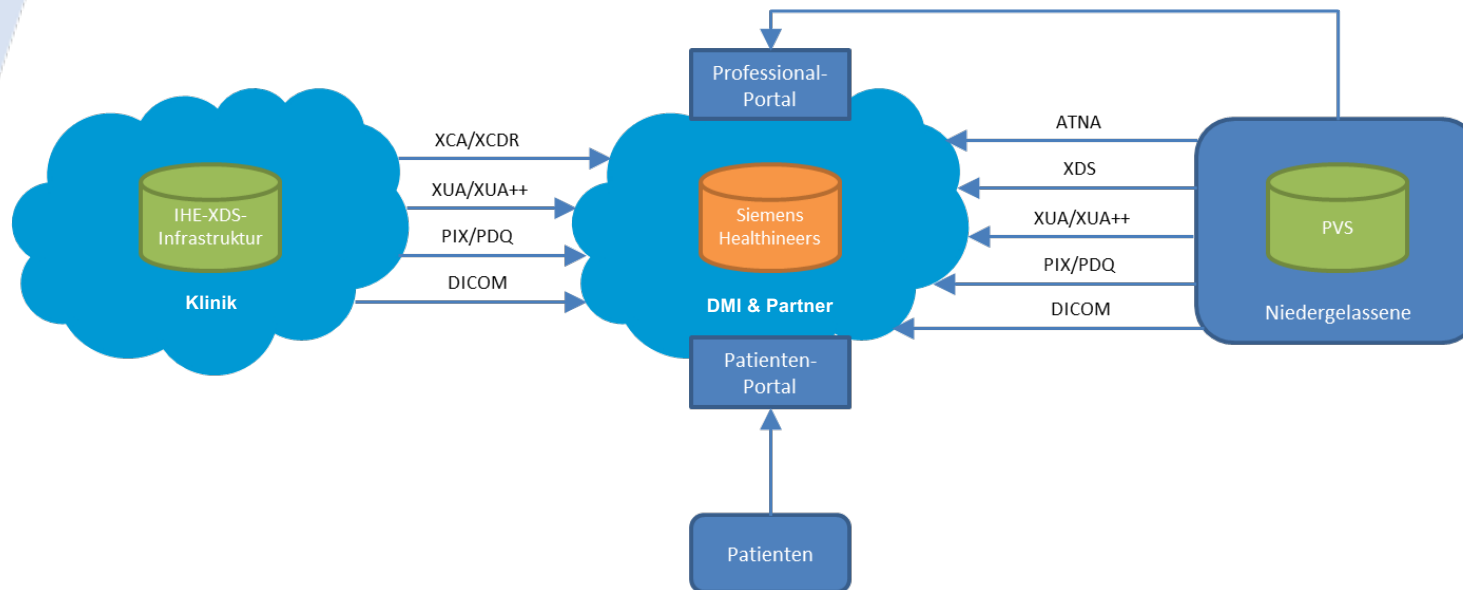 Professional-
Portal
XCA/XCDR
XUA/XUA++
PIX/PDQ
DICOM
IHE-XDS-
Infrastruktur
Klinik
Siemens
Healthineers
DMI & Partner
ATNA
XDS
XUA/XUA++
PIX/PDQ
DICOM
PVS
Niedergelassene
Patienten-
Portal
Patienten